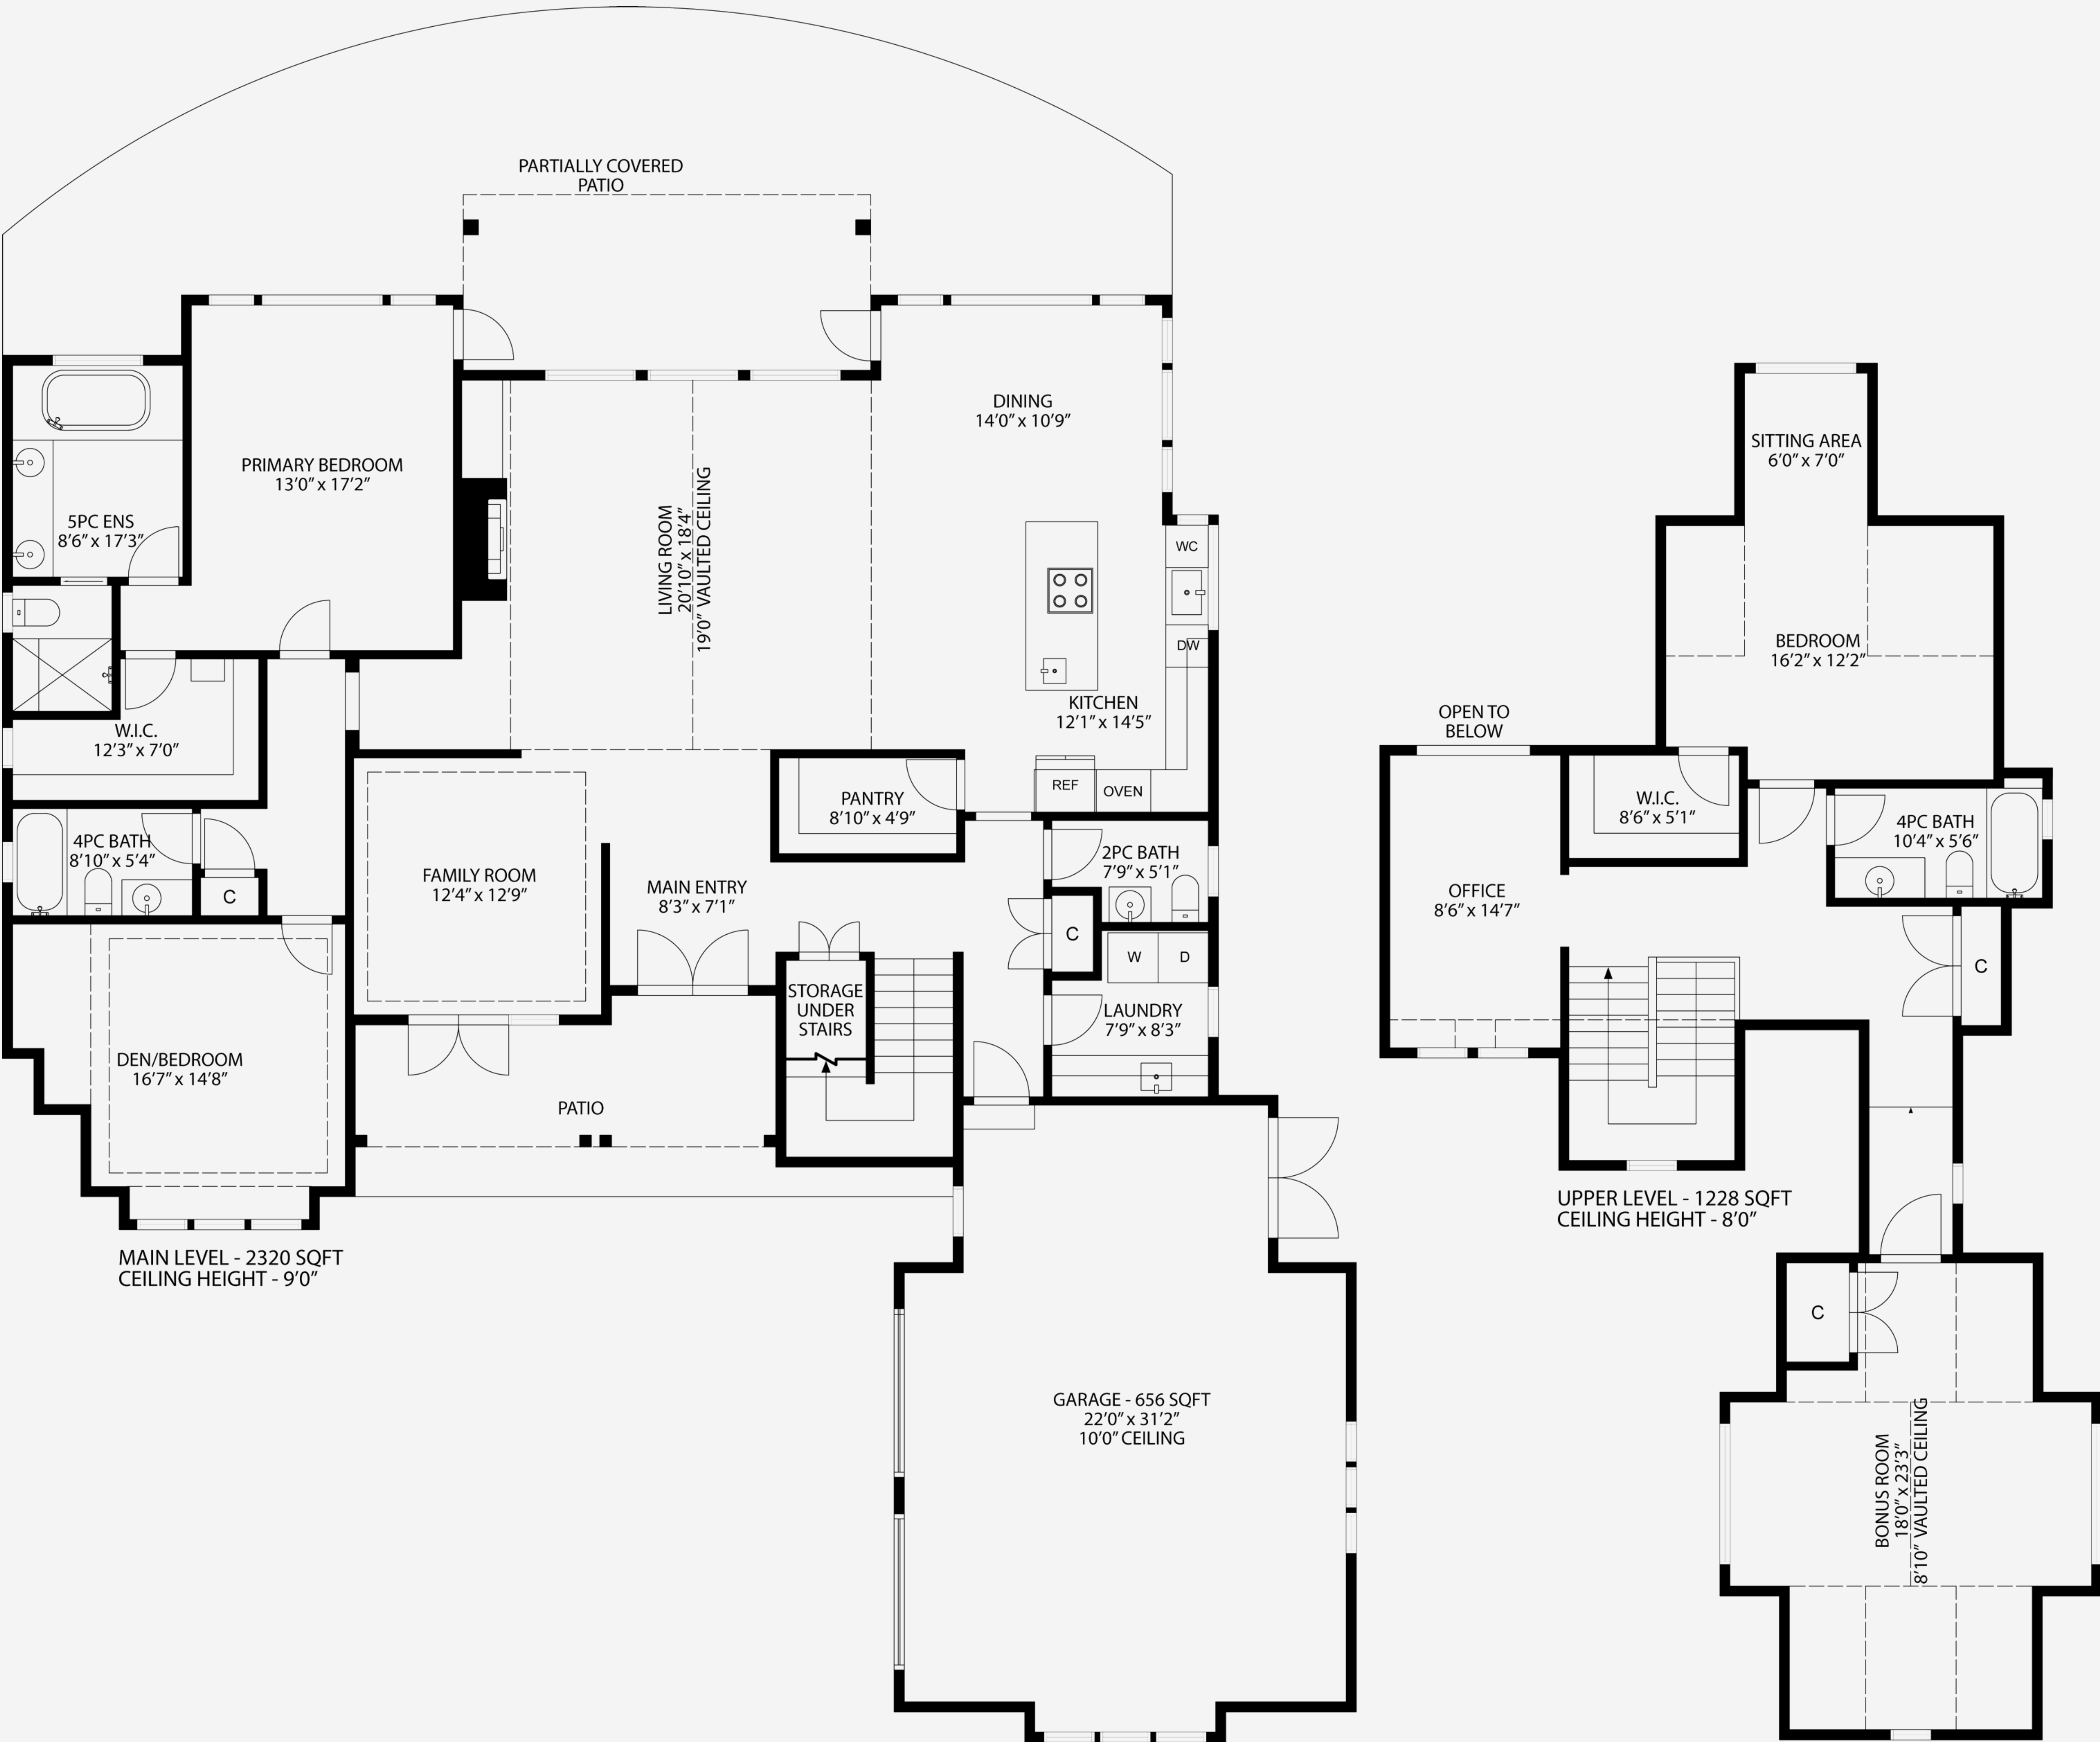 PARTIALLY COVERED
PATIO
PRIMARY BEDROOM
13'0" x 17'2"
5PC ENS
8'6" x 17'3"
W.I.C.
12'3" x 7'0"
4PC BATH
8'10" x 5'4"
C
DEN/BEDROOM
16'7" x 14'8"
MAIN LEVEL - 2320 SQFT
CEILING HEIGHT - 9'0"
LIVING ROOM
20'10" x 18'4"
19'0" VAULTED CEILING
DINING
14'0" x 10'9"
WC
DW
KITCHEN
12'1" x 14'5"
REF
OVEN
PANTRY
8'10" x 4'9"
FAMILY ROOM
12'4" x 12'9"
MAIN ENTRY
8'3" x 7'1"
2PC BATH
7'9" x 5'1"
C
W
D
LAUNDRY
7'9" x 8'3"
STORAGE
UNDER
STAIRS
PATIO
GARAGE - 656 SQFT
22'0" x 31'2"
10'0" CEILING
SITTING AREA
6'0" x 7'0"
BEDROOM
16'2" x 12'2"
OPEN TO
BELOW
W.I.C.
8'6" x 5'1"
4PC BATH
10'4" x 5'6"
OFFICE
8'6" x 14'7"
C
UPPER LEVEL - 1228 SQFT
CEILING HEIGHT - 8'0"
C
BONUS ROOM
18'0" x 23'3"
8'10" VAULTED CEILING